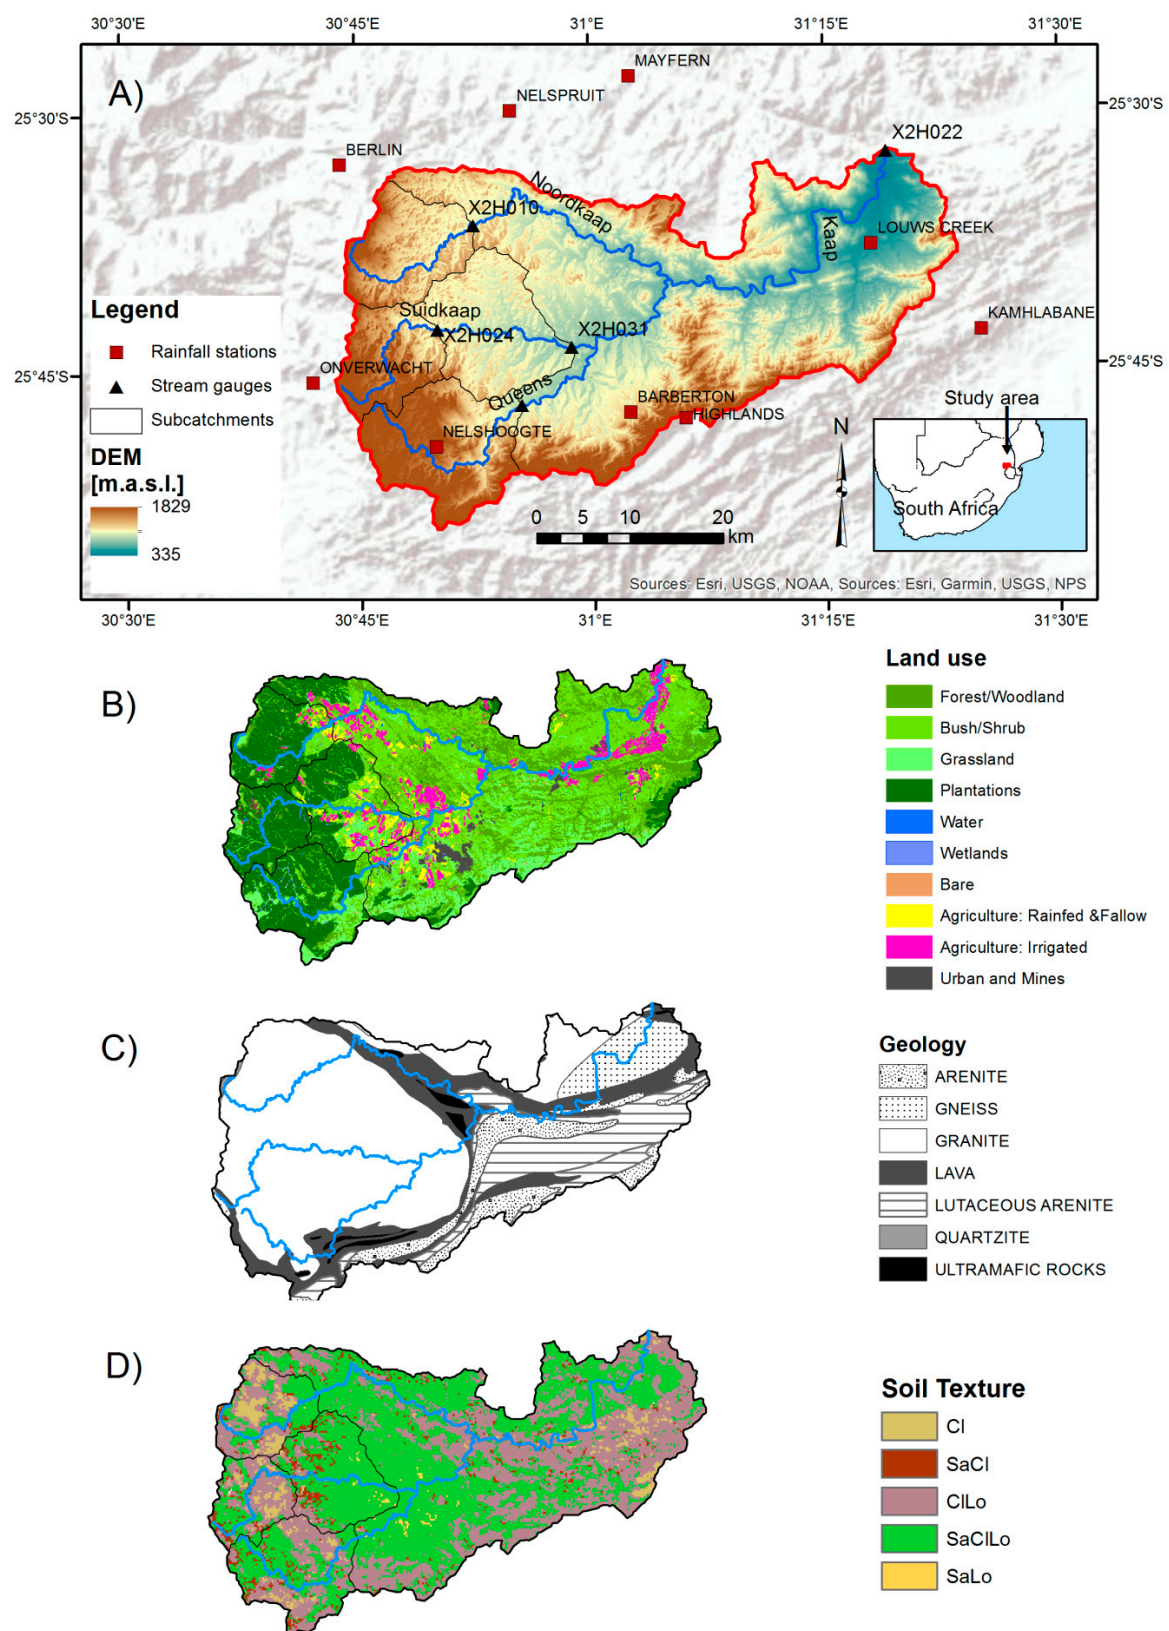 30°30'E 30°45'E 31°E 31°15'E 31°30'E
A)
MAYFERN
NELSPRUIT
25°30'S
25°30'S
X2H022
BERLIN
Noordkaap
X2H010
Kaap
LOUWS CREEK
Legend
Suidkaap
X2H024
X2H031
KAMHLABANE
Rainfall stations
25°45'S
25°45'S
ONVERWACHT
Stream gauges
Queens
BARBERTON
HIGHLANDS
Study area
Subcatchments
NELSHOOGTE
N
DEM
[m.a.s.l.]
1829
335
0 5 10 20
km
South Africa
Sources: Esri, USGS, NOAA, Sources: Esri, Garmin, USGS, NPS
30°30'E 30°45'E 31°E 31°15'E 31°30'E
B)
Land use
Forest/Woodland
Bush/Shrub
Grassland
Plantations
Water
Wetlands
Bare
Agriculture: Rainfed &Fallow
Agriculture: Irrigated
Urban and Mines
C)
Geology
ARENITE
GNEISS
GRANITE
LAVA
LUTACEOUS ARENITE
QUARTZITE
ULTRAMAFIC ROCKS
D)
Soil Texture
Cl
SaCl
ClLo
SaClLo
SaLo